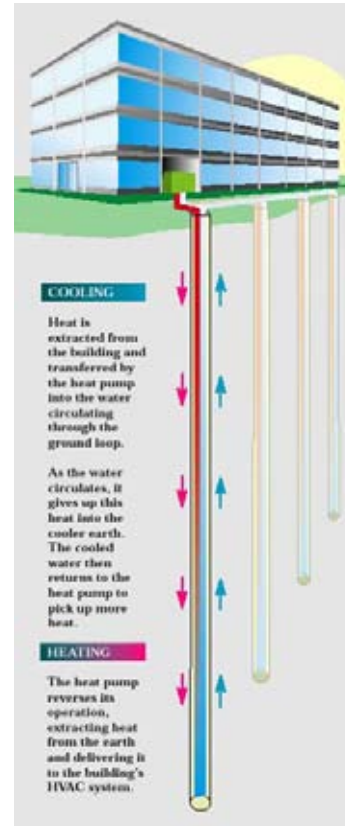 COOLING
Heat is
extracted from
the building and
transferred by
the heat pump
into the water
circulating
through the
ground loop.
As the water
circulates, it
gives up this
heat into the
cooler earth.
The cooled
water then
returns to the
heat pump to
pick up more
heat.
HEATING
The heat pump
reverses its
operation,
extracting heat
from the earth
and delivering it
to the building's
HVAC system.